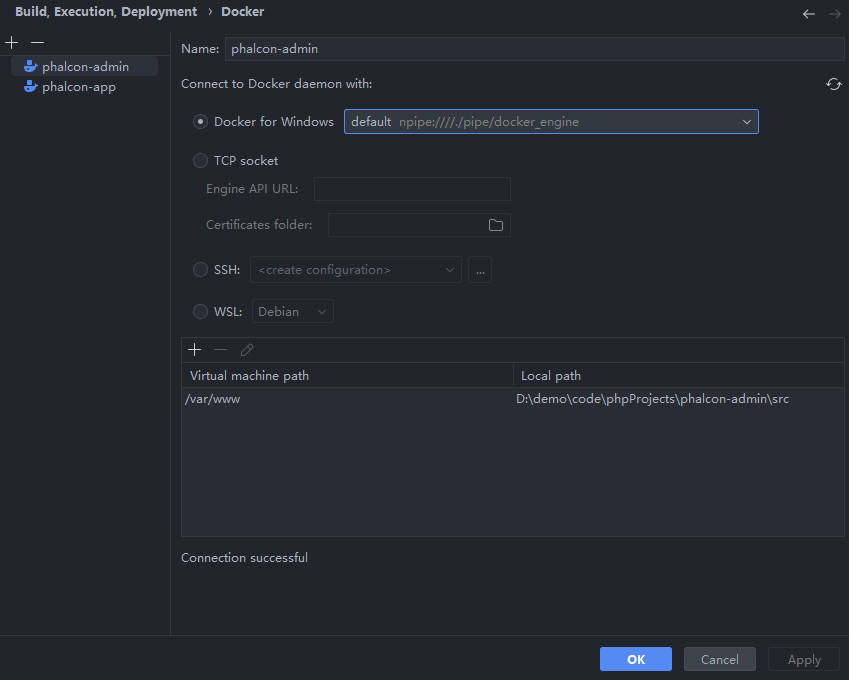 Build, Execution, Deployment › Docker
phalcon-admin
phalcon-app
Name: phalcon-admin
Connect to Docker daemon with:
Docker for Windows default npipe:////./pipe/docker_engine
TCP socket
Engine API URL:
Certificates folder:
SSH: <create configuration> ...
WSL: Debian
Virtual machine path Local path
/var/www D:\demo\code\phpProjects\phalcon-admin\src
Connection successful
OK Cancel Apply